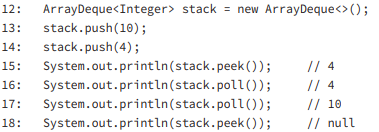 12: ArrayDeque<Integer> stack = new ArrayDeque<>();
13: stack.push(10);
14: stack.push(4);
15: System.out.println(stack.peek()); // 4
16: System.out.println(stack.poll()); // 4
17: System.out.println(stack.poll()); // 10
18: System.out.println(stack.peek()); // null